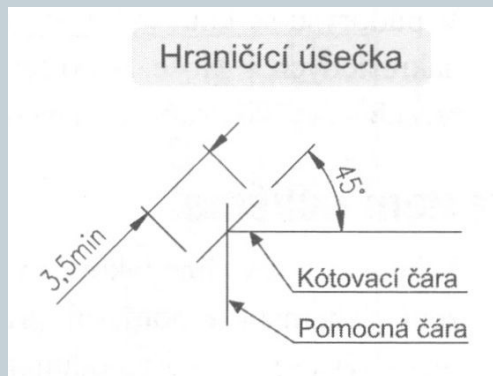 Hraničící úsečka
45°
3,5min
Kótovací čára
Pomocná čára